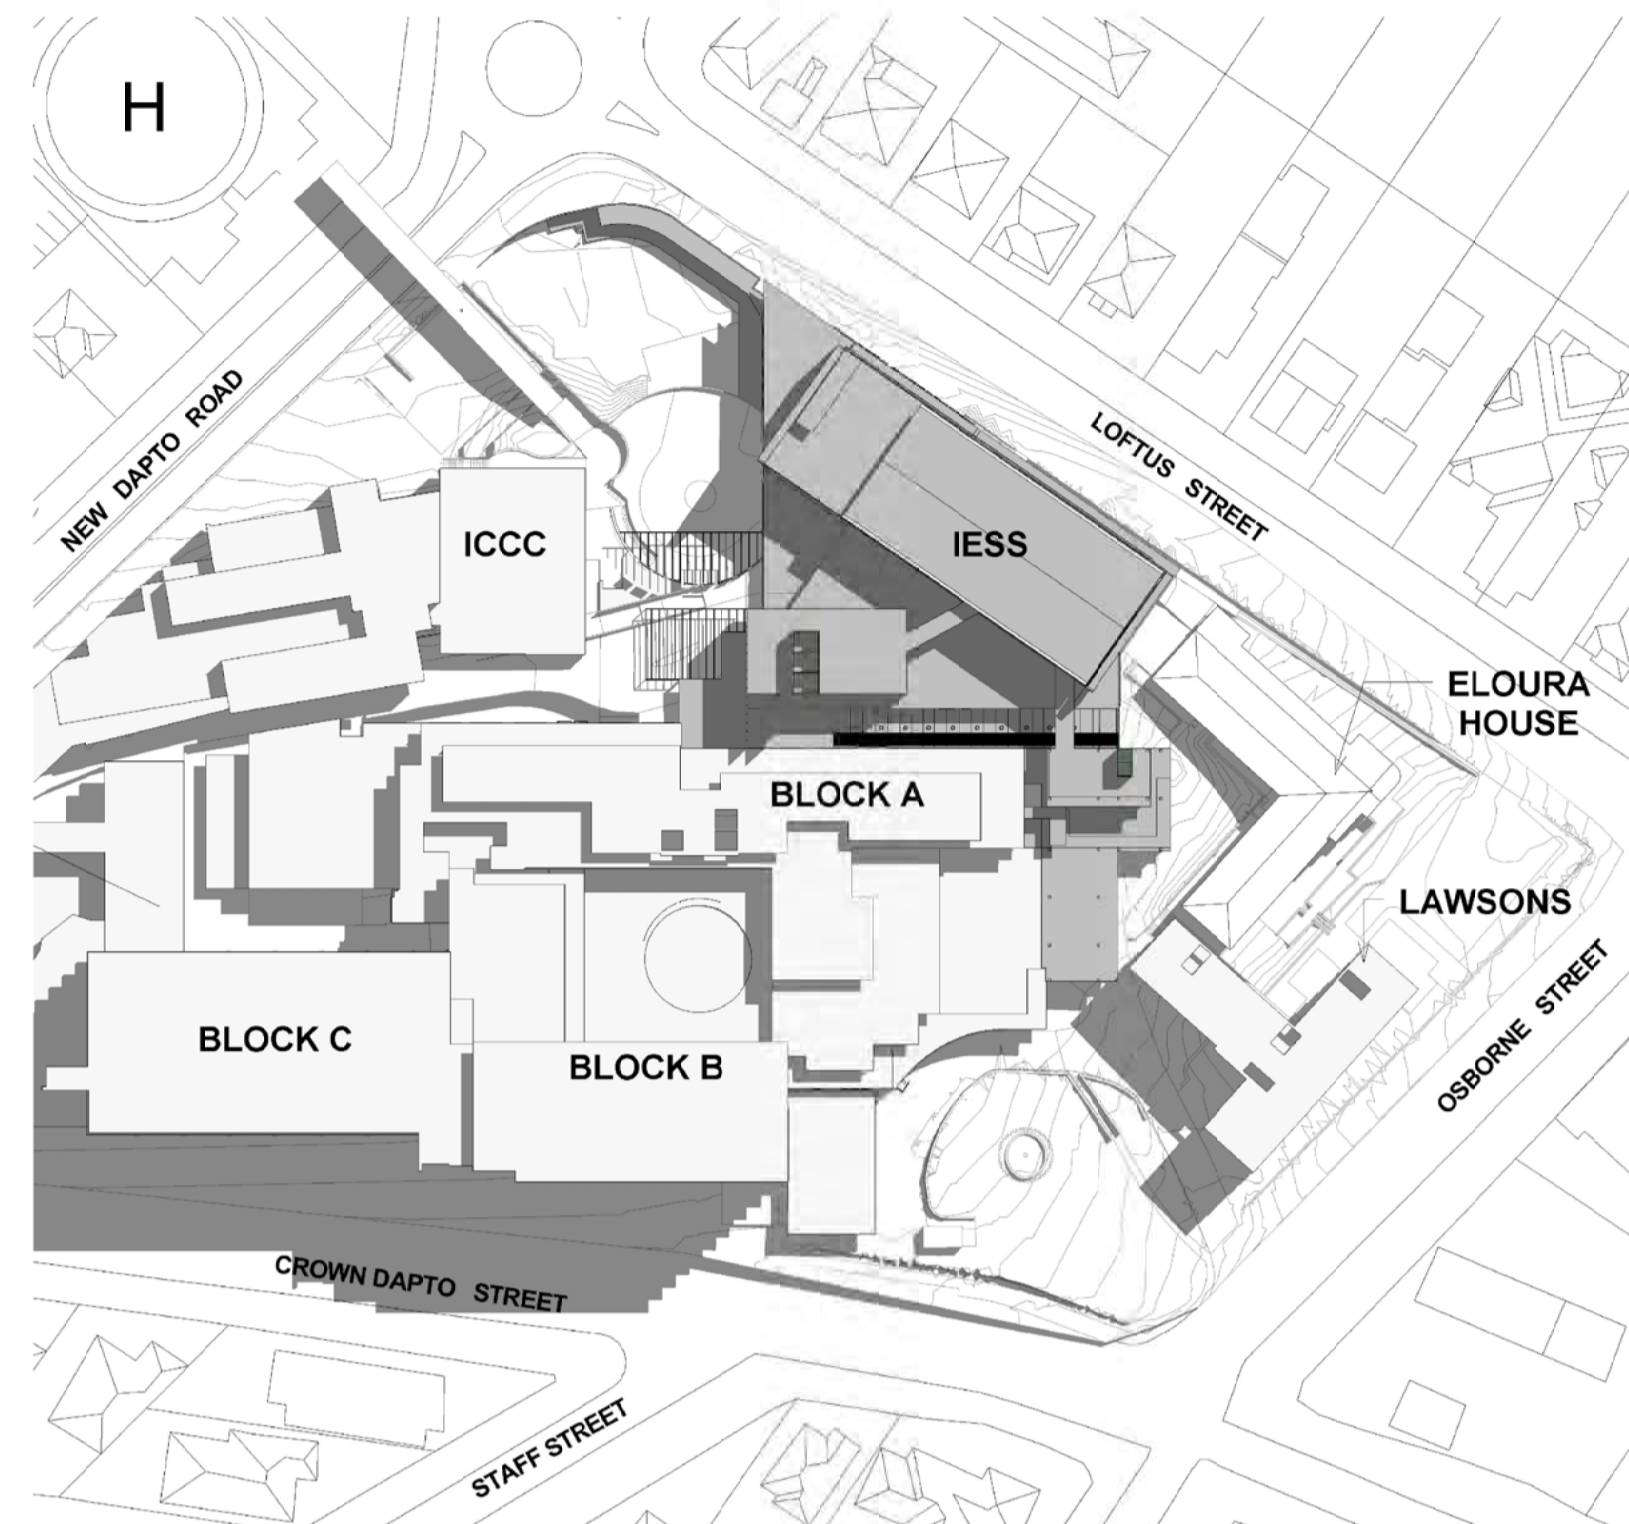 H
NEW DAPTO ROAD
LOFTUS STREET
ICCC
IESS
ELOURA
HOUSE
BLOCK A
LAWSONS
BLOCK C
BLOCK B
OSBORNE STREET
CROWN DAPTO STREET
STAFF STREET